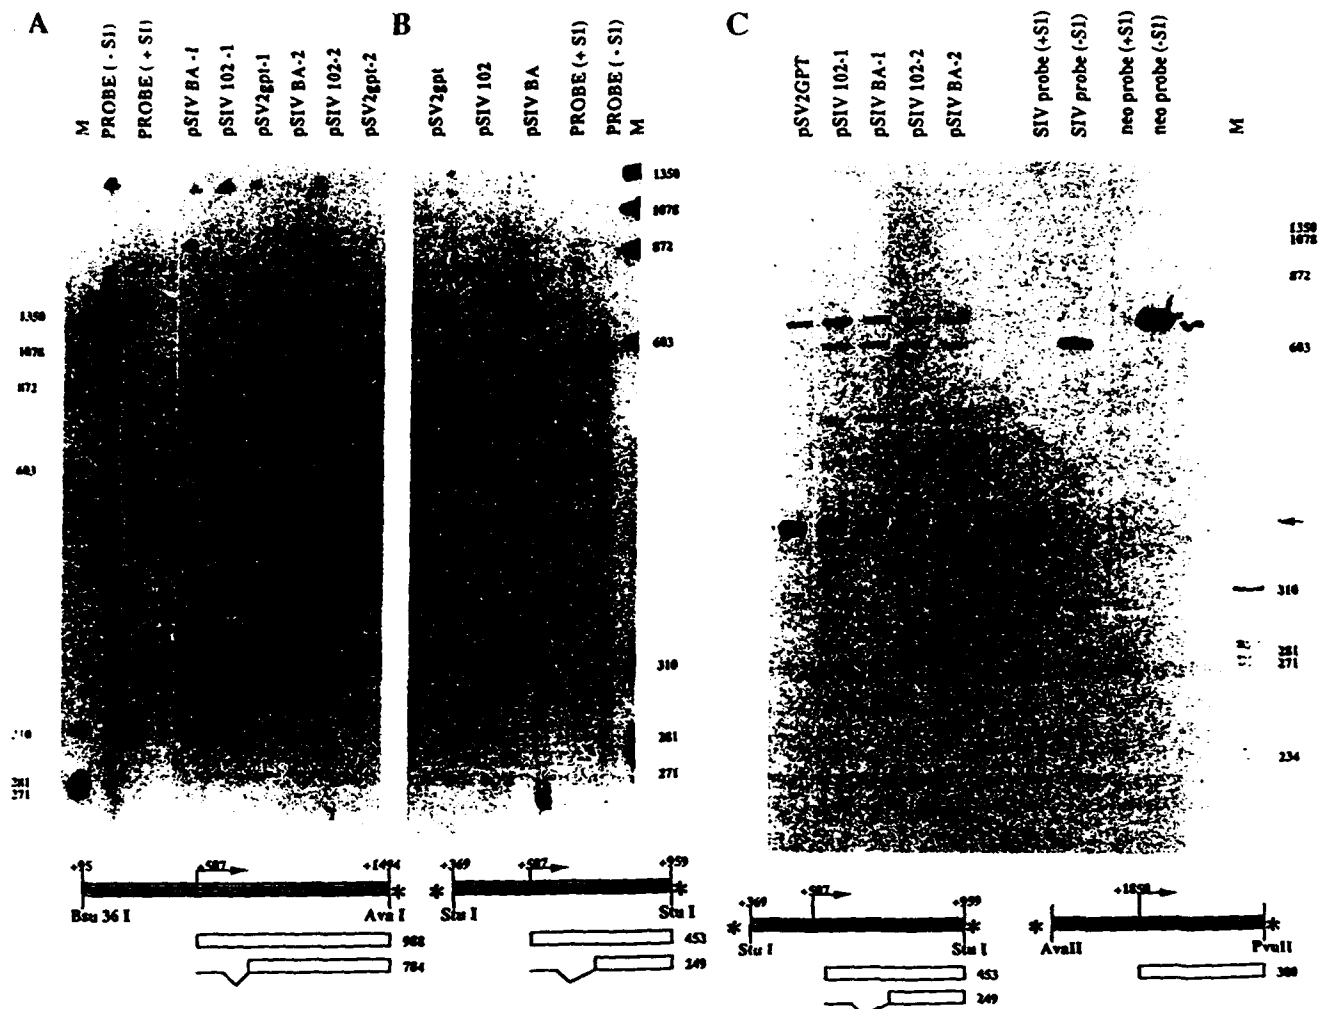 A
M
PROBE ( - S1)
PROBE ( + S1)
pSIV BA -1
pSIV 102 -1
pSV2gpt-1
pSIV BA-2
pSIV 102-2
pSV2gpt-2
1350
1078
872
603
310
281
271
B
pSV2gpt
pSIV 102
pSIV BA
PROBE (+ S1)
PROBE ( - S1)
M
1350
1078
872
603
310
281
271
C
pSV2GPT
pSIV 102-1
pSIV BA-1
pSIV 102-2
pSIV BA-2
SIV probe (+S1)
SIV probe (-S1)
neo probe (+S1)
neo probe (-S1)
M
1350
1078
872
603
310
281
271
234
+95
+587
+1494
*
Bsu 36 I
Ava I
988
784
+369
+587
+959
*
*
Stu I
Stu I
453
249
+369
+587
+959
*
*
Stu I
Stu I
453
249
+1850
*
*
AvaII
PvuII
300